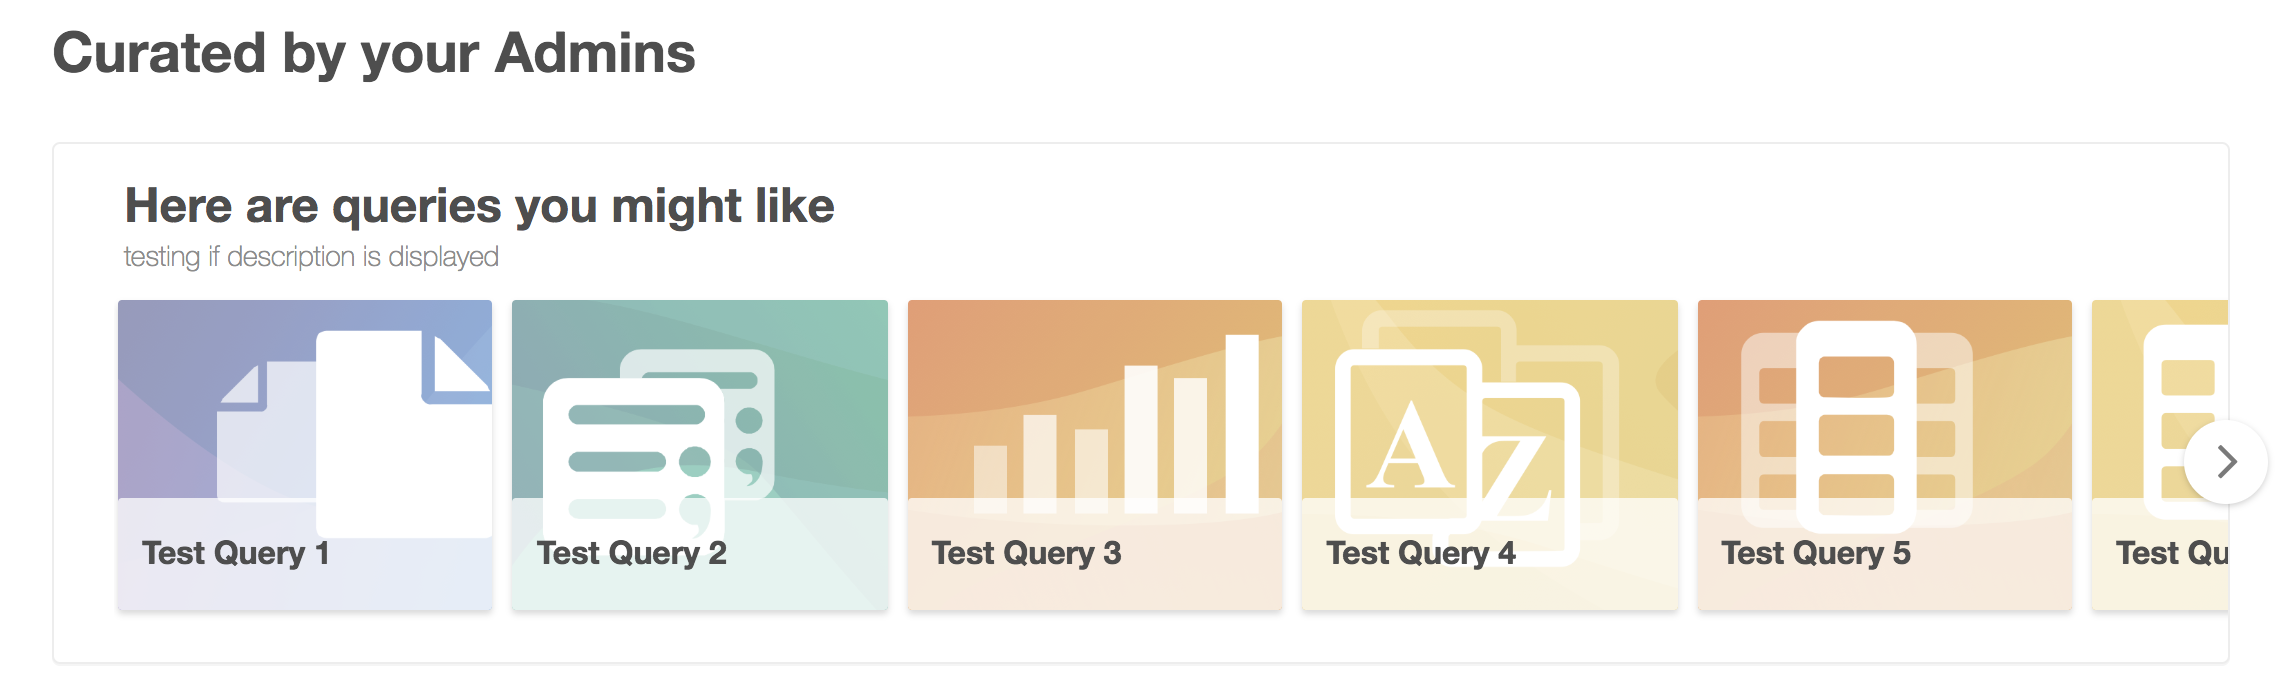 Curated by your Admins
Here are queries you might like
testing if description is displayed
A
Z
Test Query 1
Test Query 2
Test Query 3
Test Query 4
Test Query 5
Test Qu